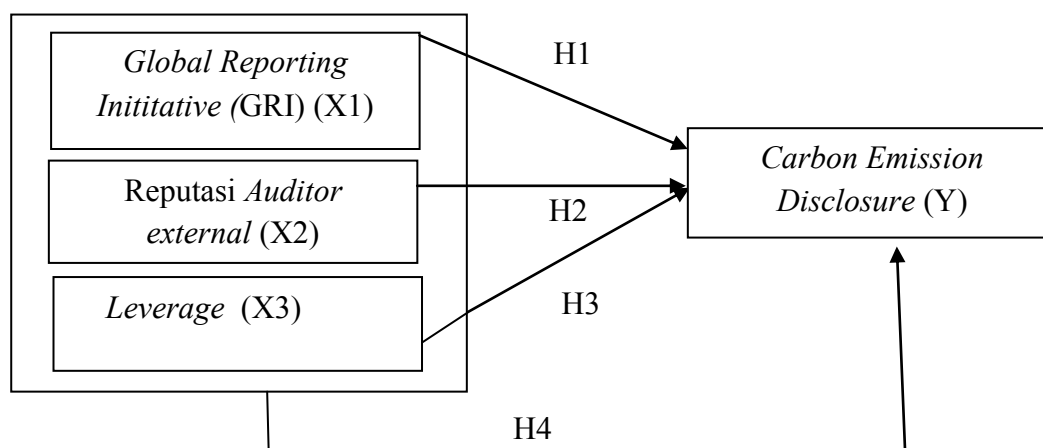 Global Reporting
Inititative (GRI) (X1)
H1
Carbon Emission
Disclosure (Y)
Reputasi Auditor
external (X2)
H2
Leverage (X3)
H3
H4